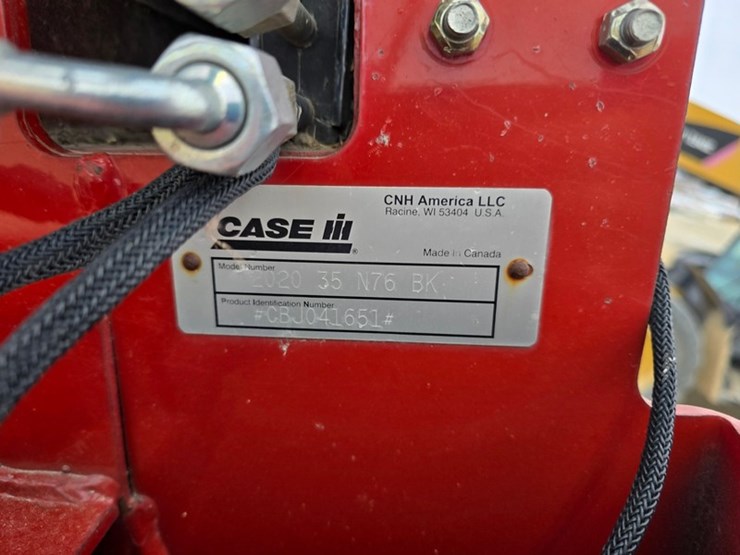 CNH America LLC
Racine, WI 53404 U.S.A.
CASE IH
®
Made in Canada
Model Number
2020 35 N76 BK
Product Identification Number
#CBJ041651#